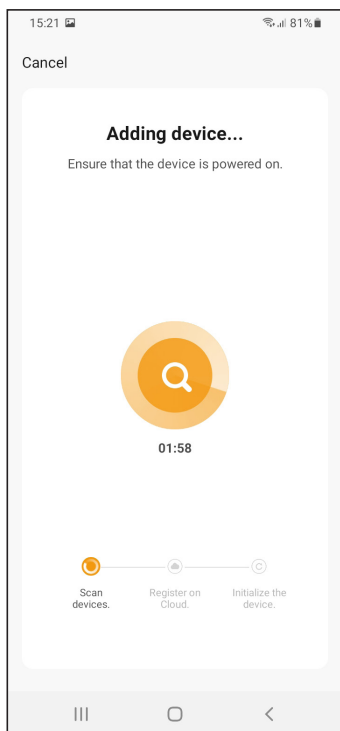 15:21 81%
Cancel
Adding device...
Ensure that the device is powered on.
01:58
Scan devices.
Register on Cloud.
Initialize the device.